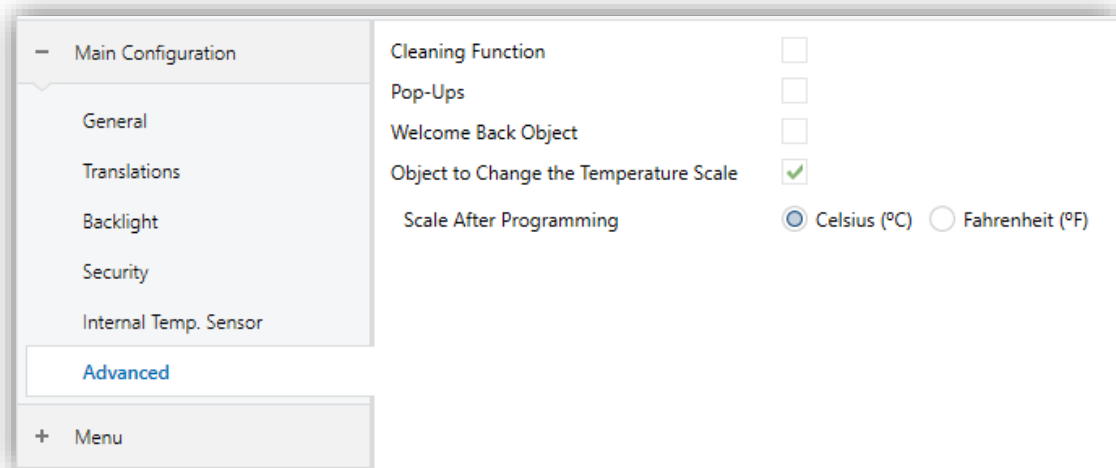 Main Configuration
General
Translations
Backlight
Security
Internal Temp. Sensor
Advanced
Menu
Cleaning Function
Pop-Ups
Welcome Back Object
Object to Change the Temperature Scale
Scale After Programming Celsius (ºC) Fahrenheit (ºF)